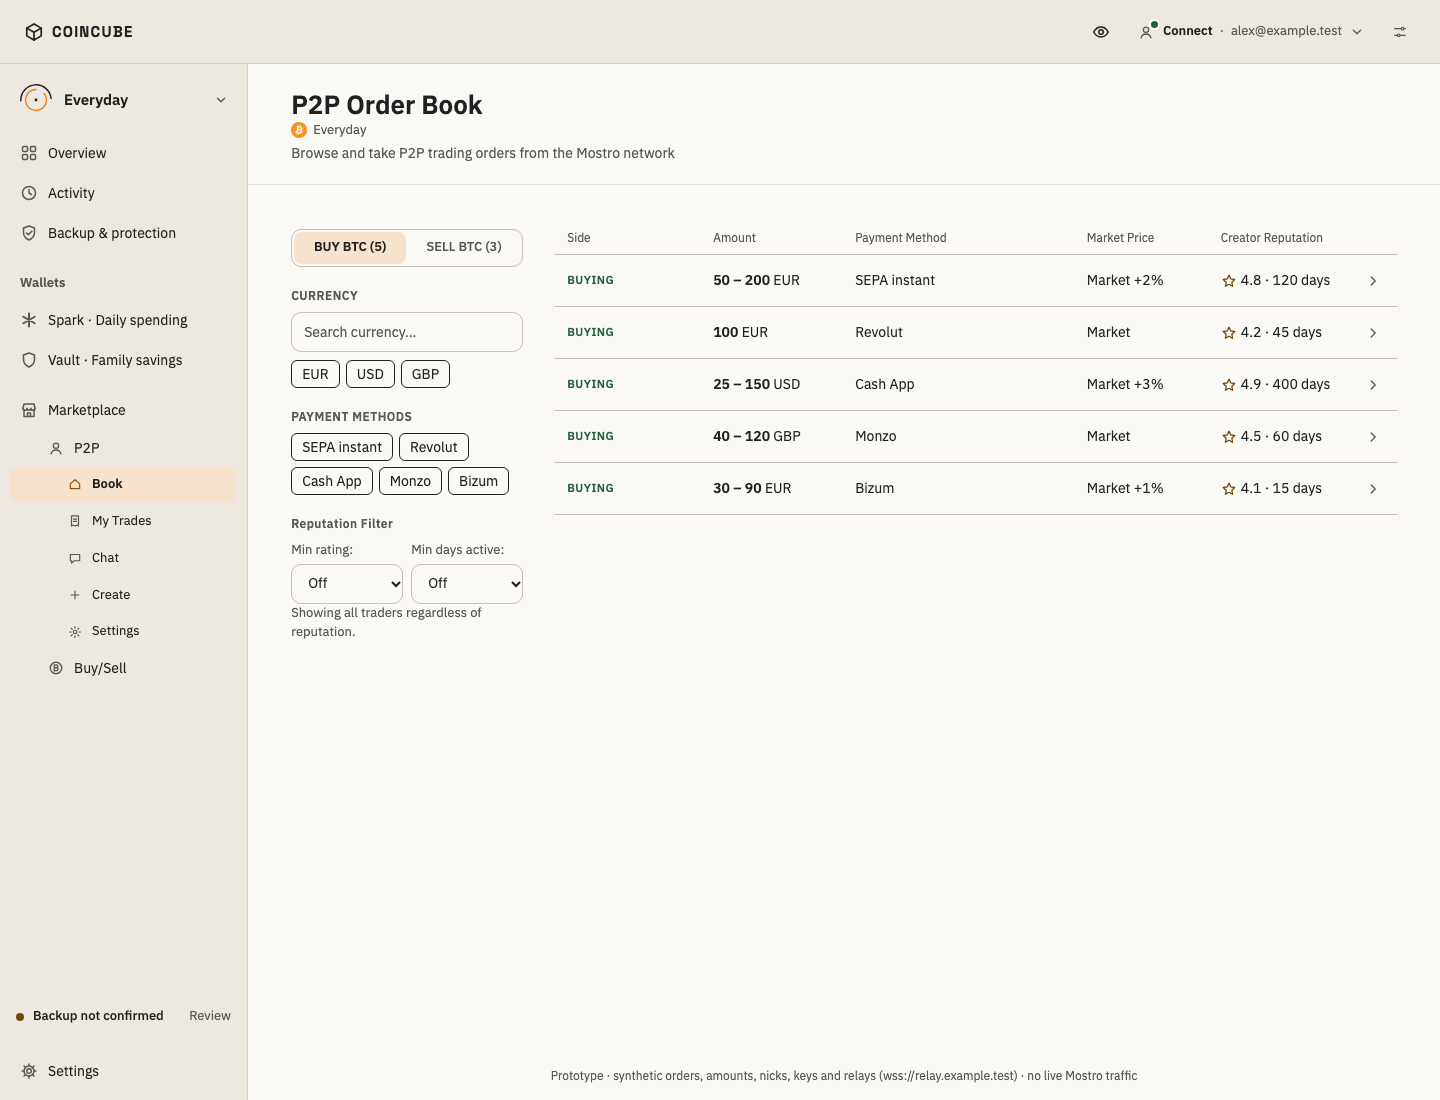 COINCUBE
Connect · alex@example.test
Everyday
Overview
Activity
Backup & protection
Wallets
Spark · Daily spending
Vault · Family savings
Marketplace
P2P
Book
My Trades
Chat
Create
Settings
Buy/Sell
Backup not confirmed Review
Settings
P2P Order Book
Everyday
Browse and take P2P trading orders from the Mostro network
BUY BTC (5) SELL BTC (3)
CURRENCY
Search currency...
EUR USD GBP
PAYMENT METHODS
SEPA instant Revolut
Cash App Monzo Bizum
Reputation Filter
Min rating: Min days active:
Off Off
Showing all traders regardless of
reputation.
Side Amount Payment Method Market Price Creator Reputation
BUYING 50 – 200 EUR SEPA instant Market +2% 4.8 · 120 days
BUYING 100 EUR Revolut Market 4.2 · 45 days
BUYING 25 – 150 USD Cash App Market +3% 4.9 · 400 days
BUYING 40 – 120 GBP Monzo Market 4.5 · 60 days
BUYING 30 – 90 EUR Bizum Market +1% 4.1 · 15 days
Prototype · synthetic orders, amounts, nicks, keys and relays (wss://relay.example.test) · no live Mostro traffic